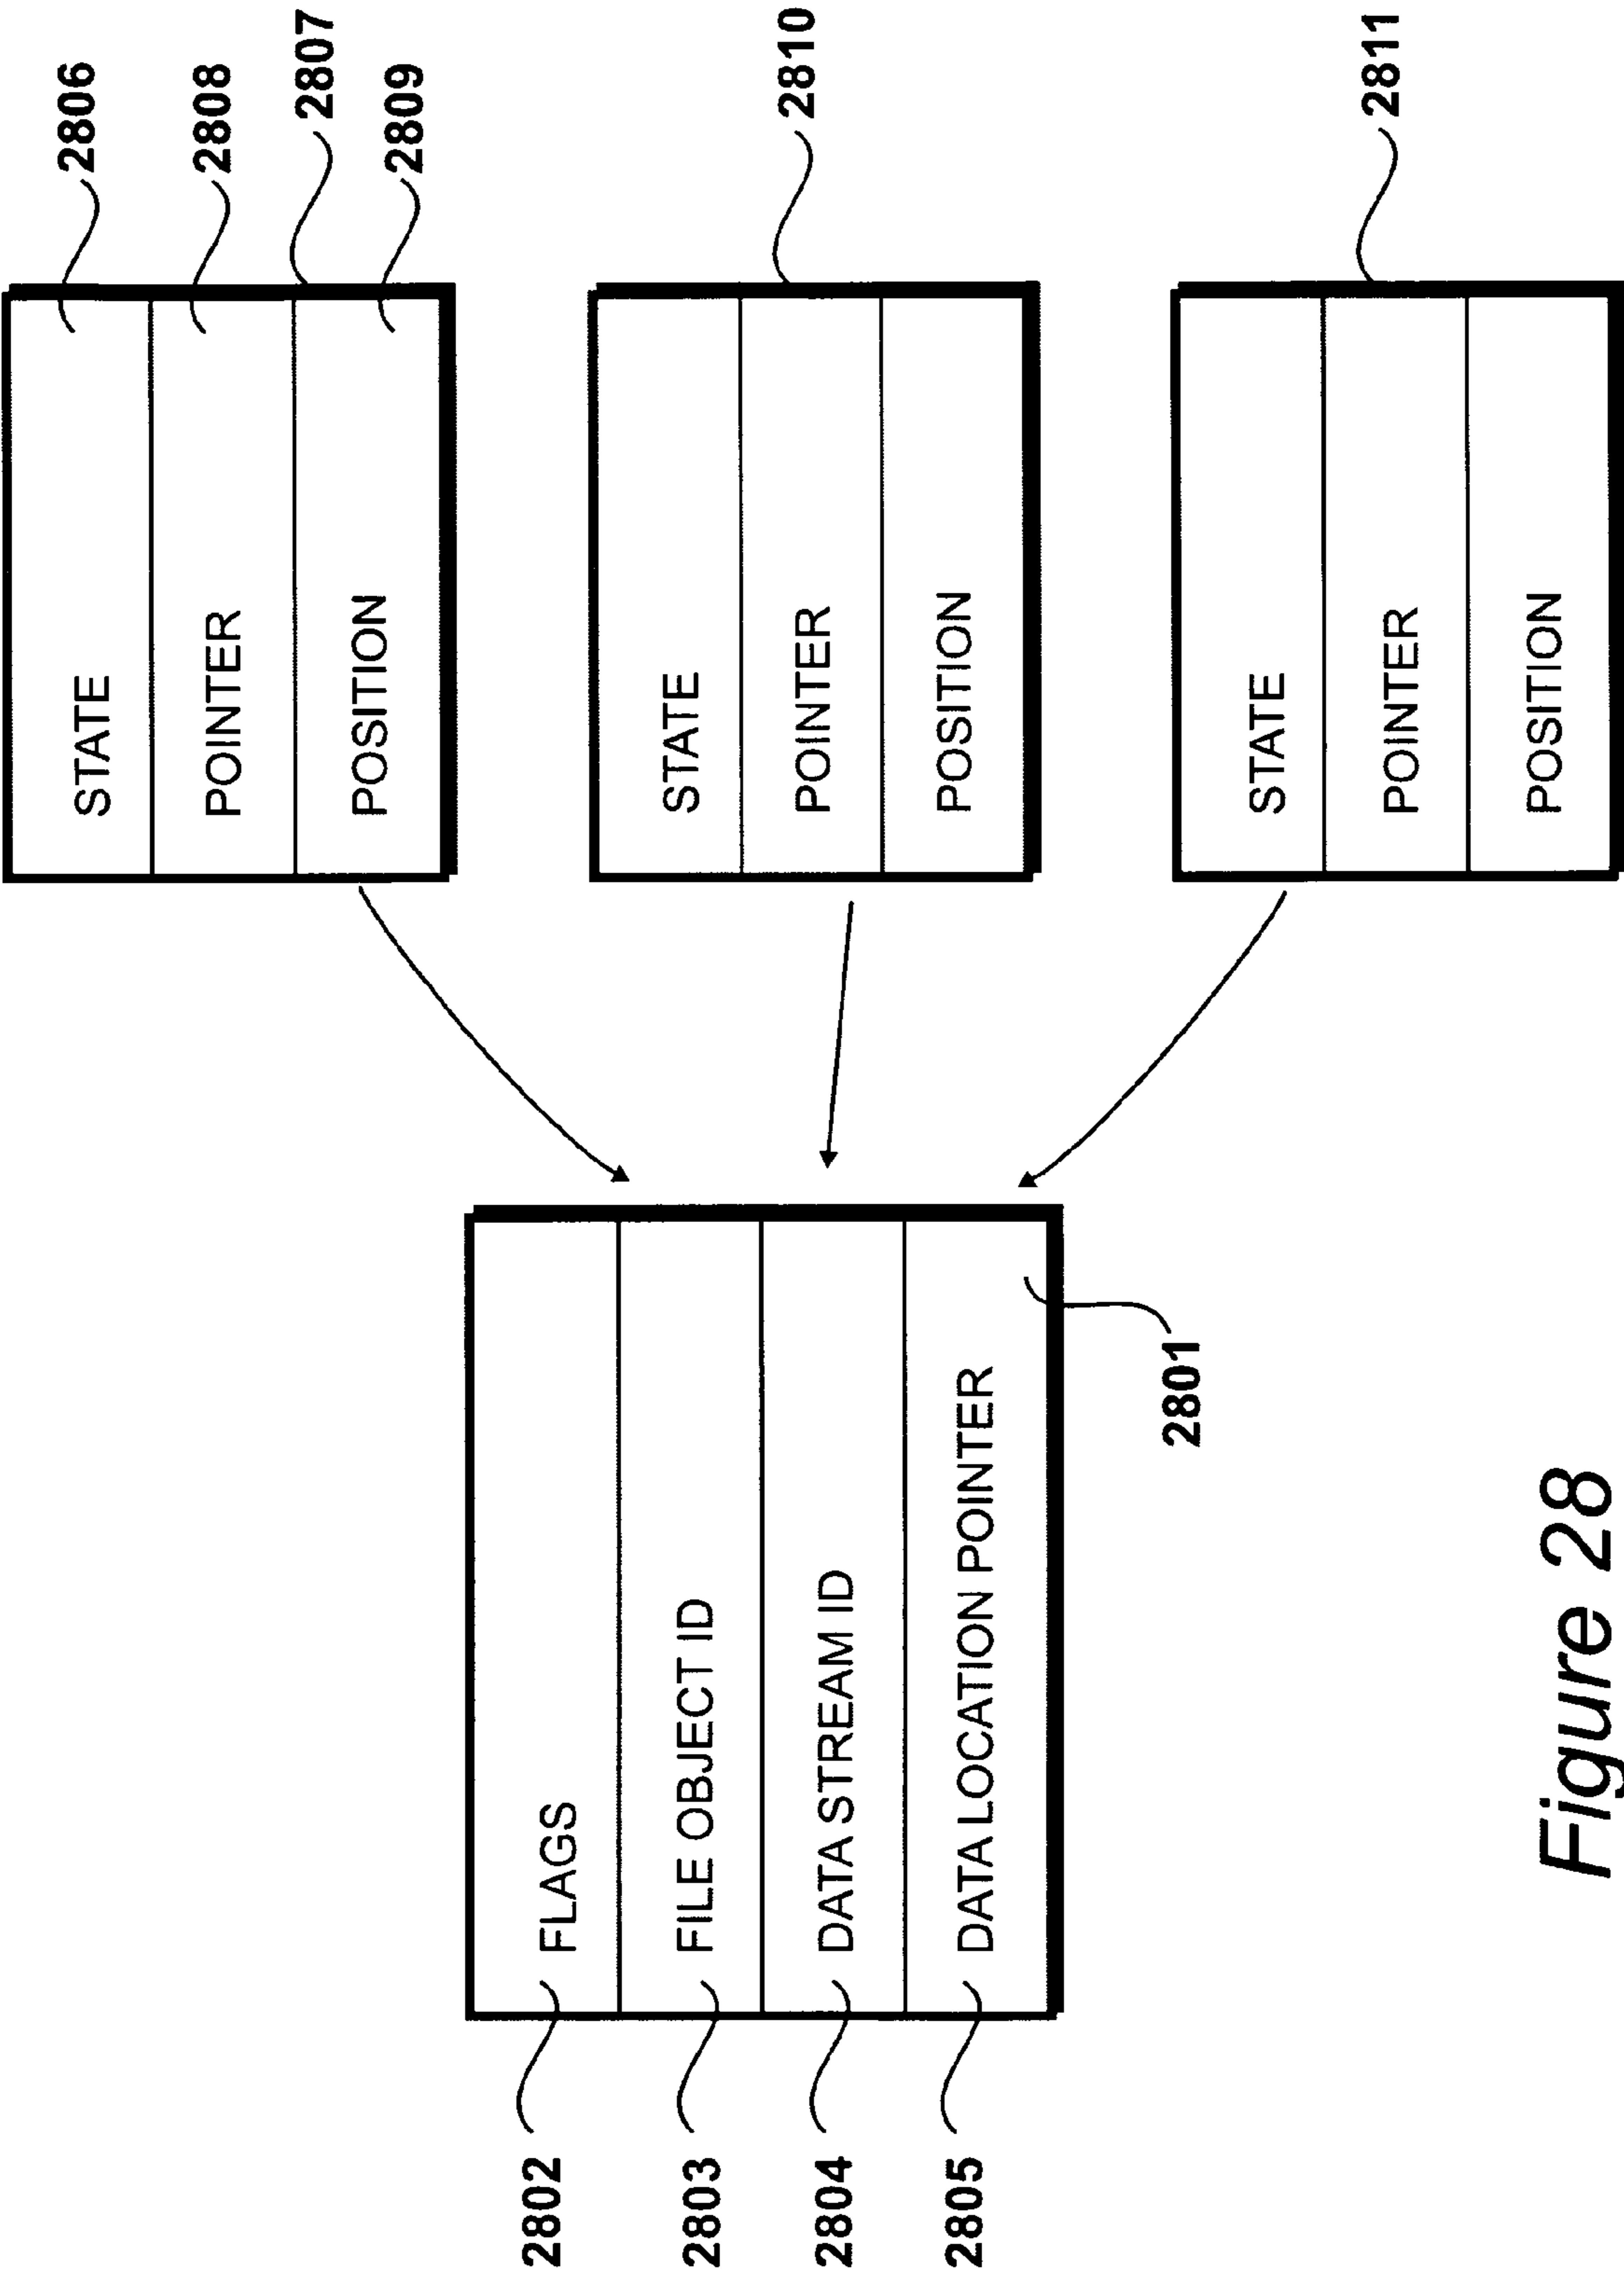 2802
FLAGS
2803
FILE OBJECT ID
2804
DATA STREAM ID
2805
DATA LOCATION POINTER
2801
STATE
2806
POINTER
2808
2807
POSITION
2809
STATE
POINTER
2810
POSITION
STATE
POINTER
2811
POSITION
Figure 28